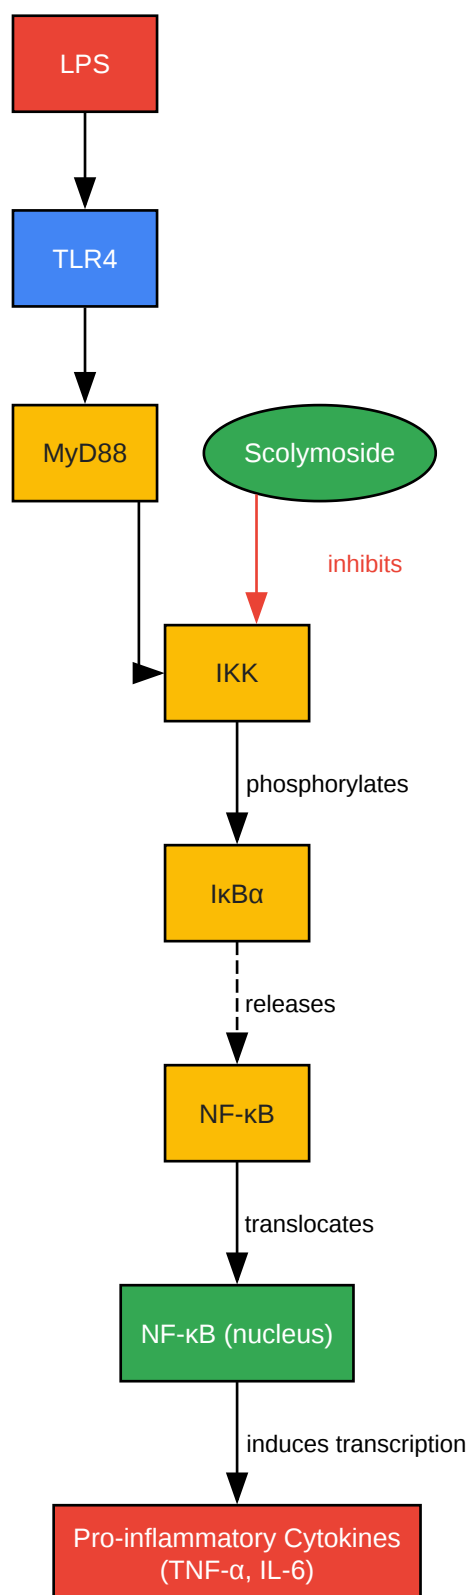 LPS
TLR4
MyD88
Scolymoside
inhibits
IKK
phosphorylates
IκBα
releases
NF-κB
translocates
NF-κB (nucleus)
induces transcription
Pro-inflammatory Cytokines
(TNF-α, IL-6)